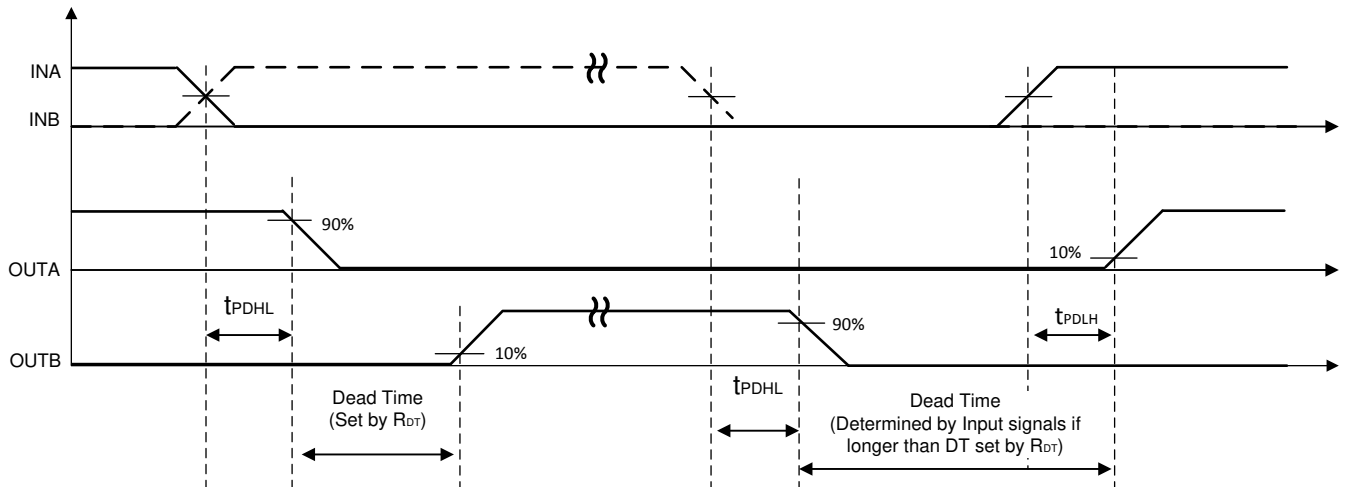 INA
INB
90%
10%
OUTA
tPDHL
tPDLH
90%
10%
OUTB
tPDHL
Dead Time
(Set by RDT)
Dead Time
(Determined by Input signals if
longer than DT set by RDT)